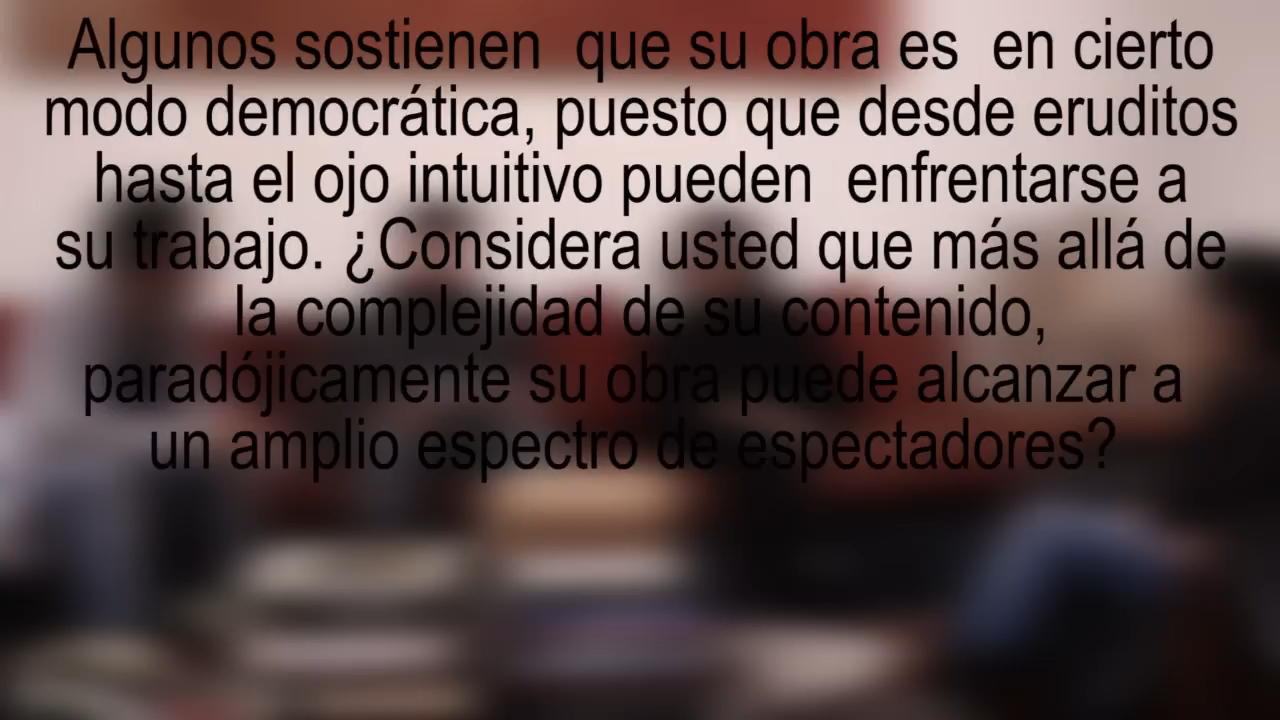 Algunos sostienen  que su obra es  en cierto
modo democrática, puesto que desde eruditos
hasta el ojo intuitivo pueden  enfrentarse a
su trabajo. ¿Considera usted que más allá de
la complejidad de su contenido,
paradójicamente su obra puede alcanzar a
un amplio espectro de espectadores?